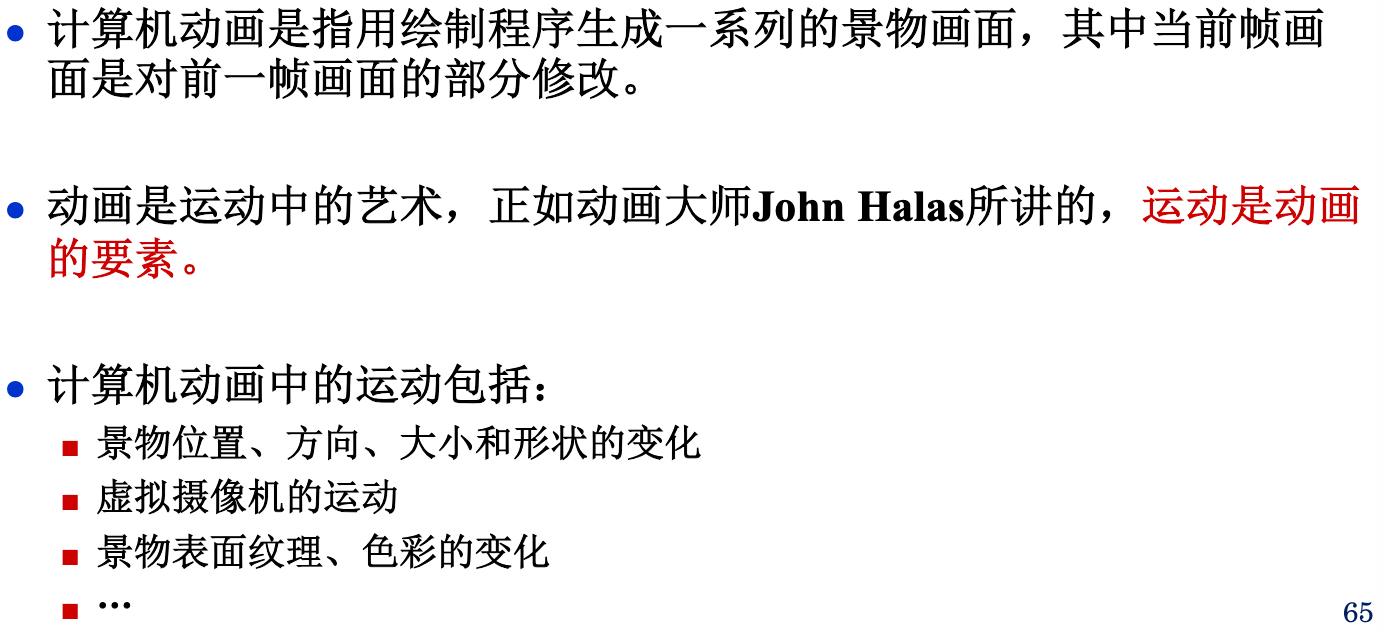 计算机动画是指用绘制程序生成一系列的景物画面，其中当前帧画
面是对前一帧画面的部分修改。
动画是运动中的艺术，正如动画大师John Halas所讲的，运动是动画
的要素。
计算机动画中的运动包括：
景物位置、方向、大小和形状的变化
虚拟摄像机的运动
景物表面纹理、色彩的变化
…
65